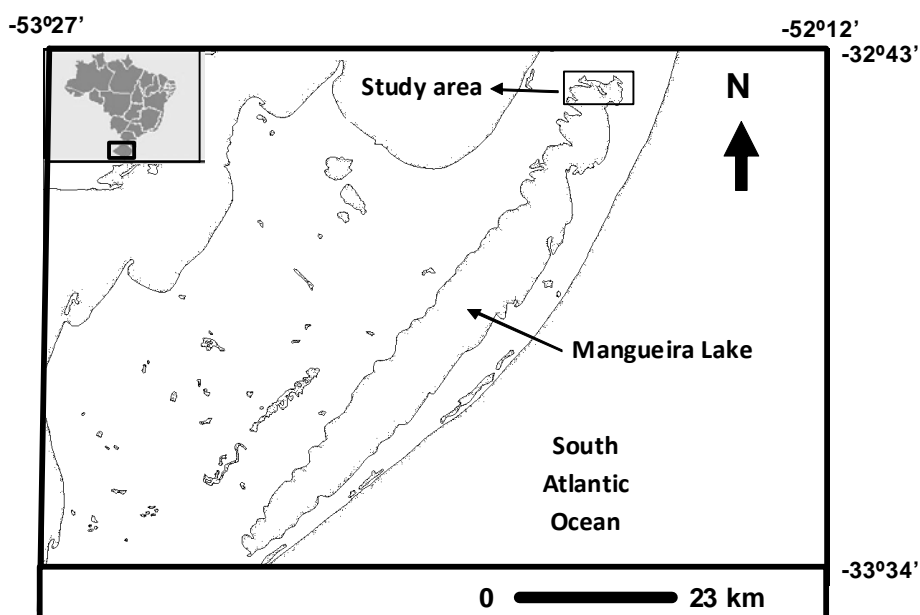 -53º27’
-52º12’
-32º43’
Study area
N
Mangueira Lake
South
Atlantic
Ocean
-33º34’
0
23 km